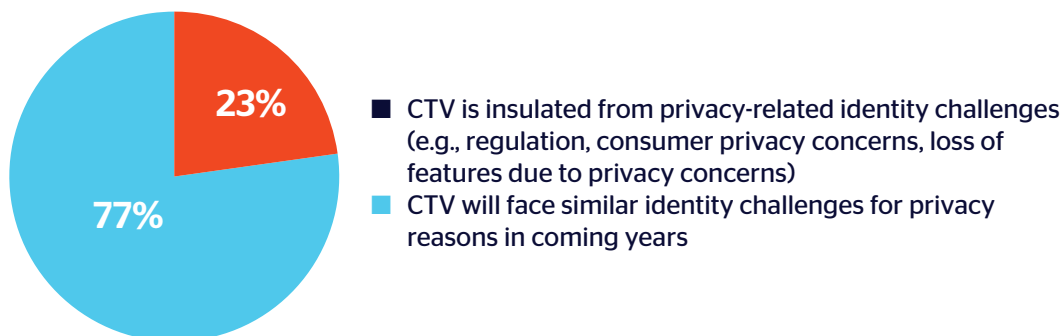 23%
77%
CTV is insulated from privacy-related identity challenges
(e.g., regulation, consumer privacy concerns, loss of
features due to privacy concerns)
CTV will face similar identity challenges for privacy
reasons in coming years